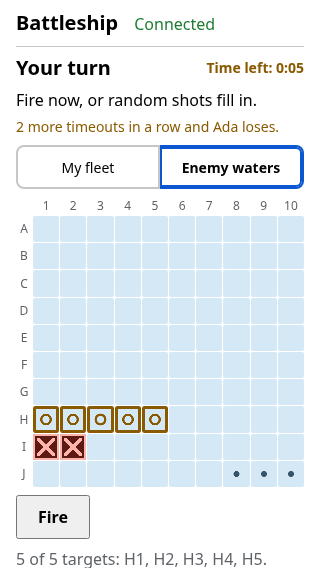 Battleship Connected
Your turn Time left: 0:05
Fire now, or random shots fill in.
2 more timeouts in a row and Ada loses.
My fleet Enemy waters
1 2 3 4 5 6 7 8 9 10
A
B
C
D
E
F
G
H
I
J
Fire
5 of 5 targets: H1, H2, H3, H4, H5.